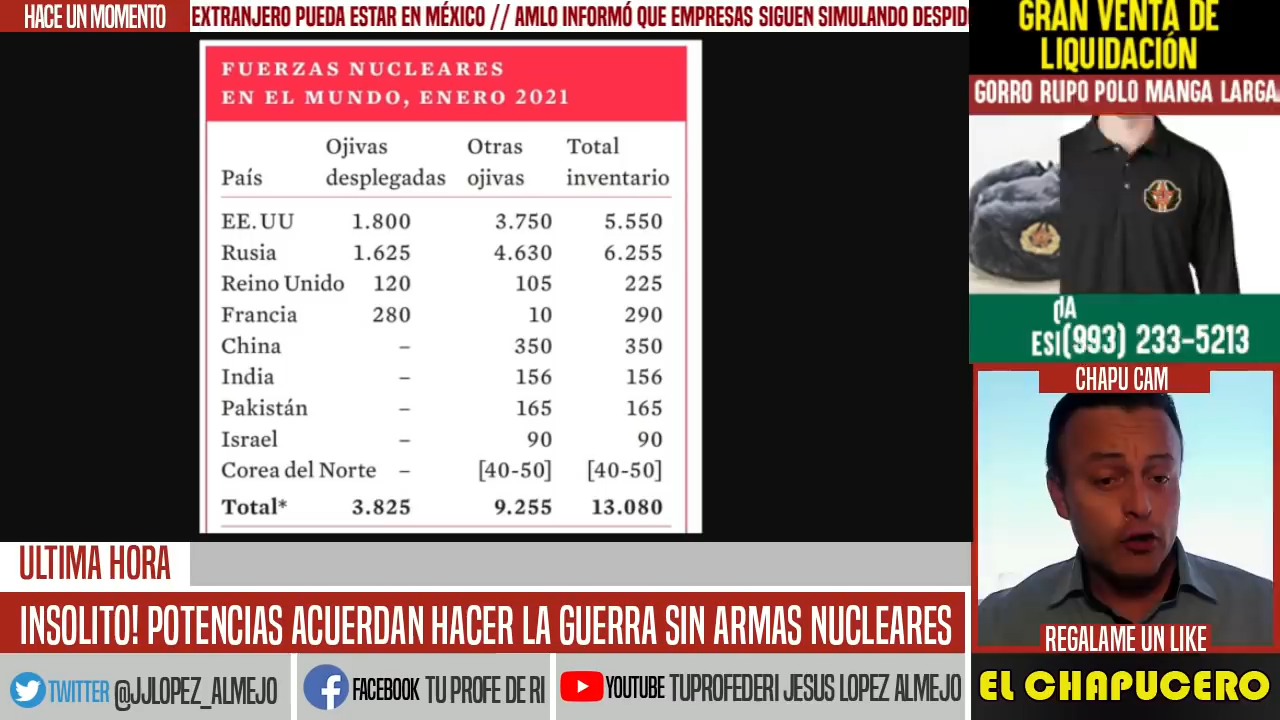 HACE UN MOMENTO
EXTRANJERO PUEDA ESTAR EN MÉXICO // AMLO INFORMÓ QUE EMPRESAS SIGUEN SIMULANDO DESPID
GRAN VENTA DE
LIQUIDACIÓN
GORRO RUPO POLO MANGA LARGA
FUERZAS NUCLEARES
EN EL MUNDO, ENERO 2021
País Ojivas desplegadas Otras ojivas Total inventario
EE.UU 1.800 3.750 5.550
Rusia 1.625 4.630 6.255
Reino Unido 120 105 225
Francia 280 10 290
China – 350 350
India – 156 156
Pakistán – 165 165
Israel – 90 90
Corea del Norte – [40-50] [40-50]
Total* 3.825 9.255 13.080
ESI(993) 233-5213
CHAPU CAM
REGALAME UN LIKE
ULTIMA HORA
INSOLITO! POTENCIAS ACUERDAN HACER LA GUERRA SIN ARMAS NUCLEARES
TWITTER @JJLOPEZ_ALMEJO
FACEBOOK TU PROFE DE RI
YOUTUBE TUPROFEDERI JESUS LOPEZ ALMEJO
EL CHAPUCERO